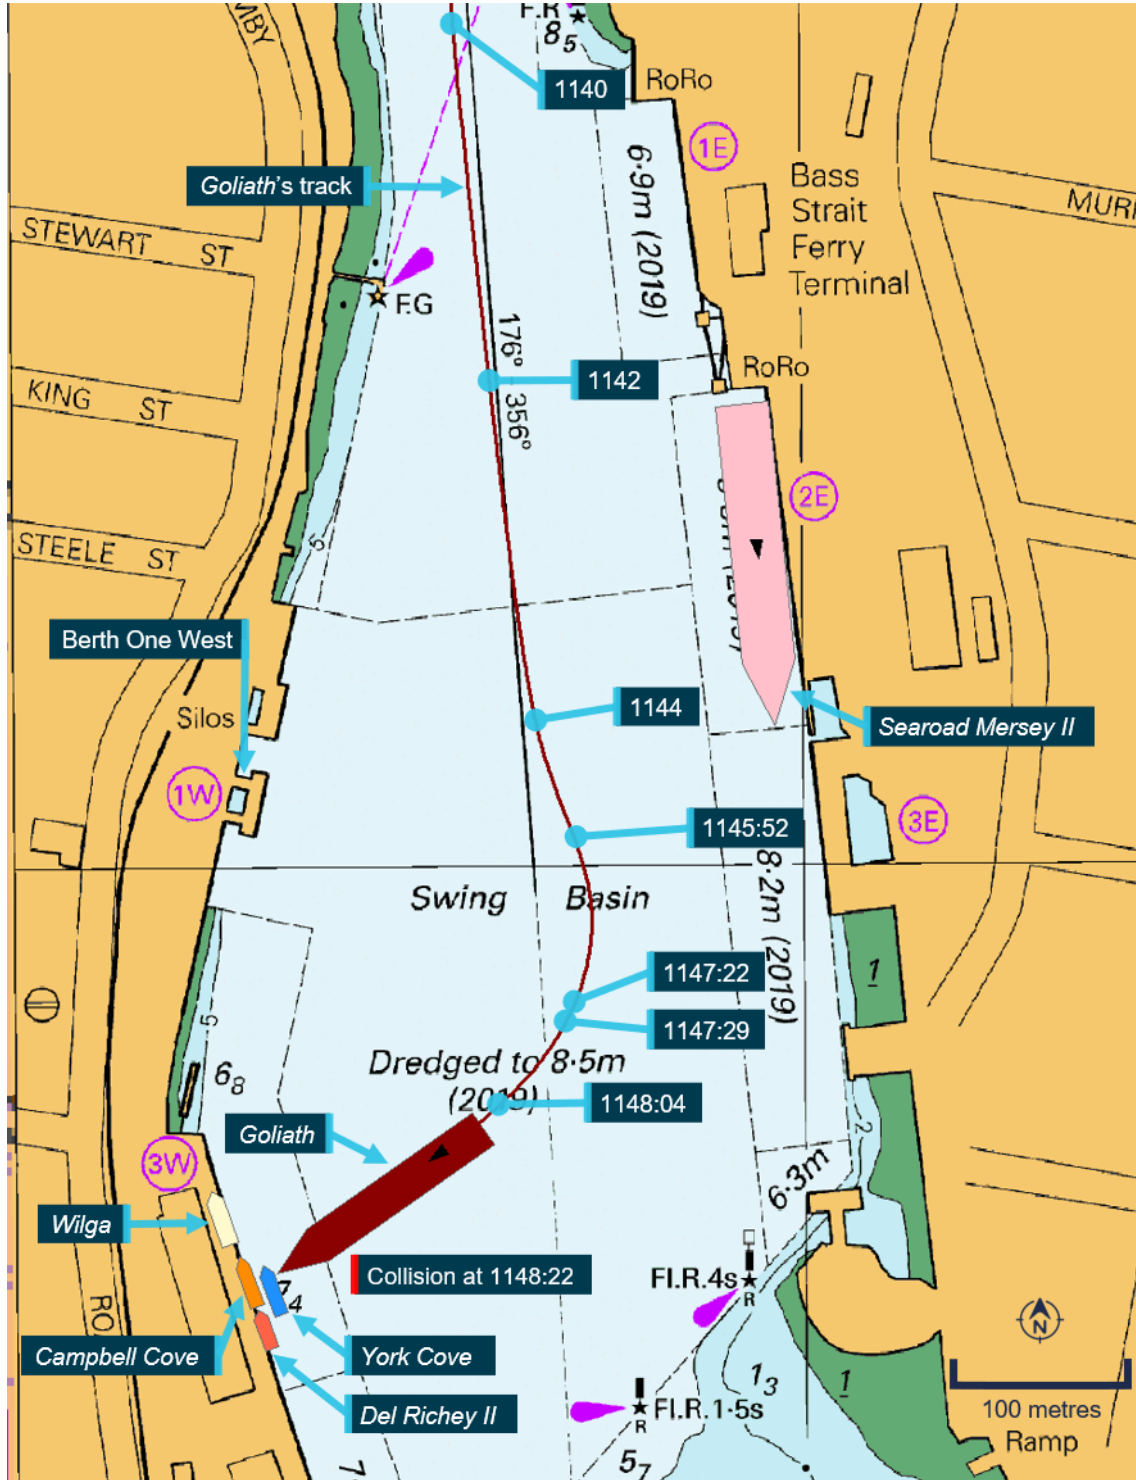 MBY
F.R
8₅
1140
RoRo
1E
6·9m (2019)
Bass
Strait
Ferry
Terminal
Goliath's track
STEWART ST
F.G
176°
356°
1142
RoRo
KING ST
2E
STEELE ST
5
Berth One West
Silos
1144
Searoad Mersey II
1W
1145:52
3E
Swing Basin
8·2m (2019)
1147:22
1
5
1147:29
Dredged to 8·5m
(2019)
6₈
1148:04
2
Goliath
3W
6·3m
Wilga
Collision at 1148:22
7₄
Fl.R.4s
R
N
Campbell Cove
York Cove
1₃
1
Del Richey II
Fl.R.1·5s
R
100 metres
Ramp
5₇